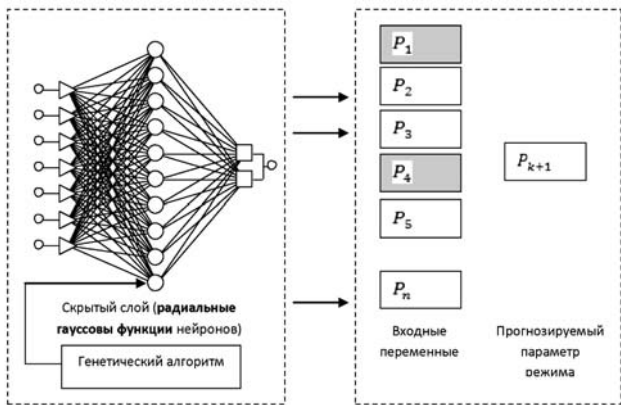 P₁
P₂
P₃
P₄
P₅
Pₙ
Pₖ₊₁
Скрытый слой (радиальные
гауссовы функции нейронов)
Генетический алгоритм
Входные
переменные
Прогнозируемый
параметр
режима